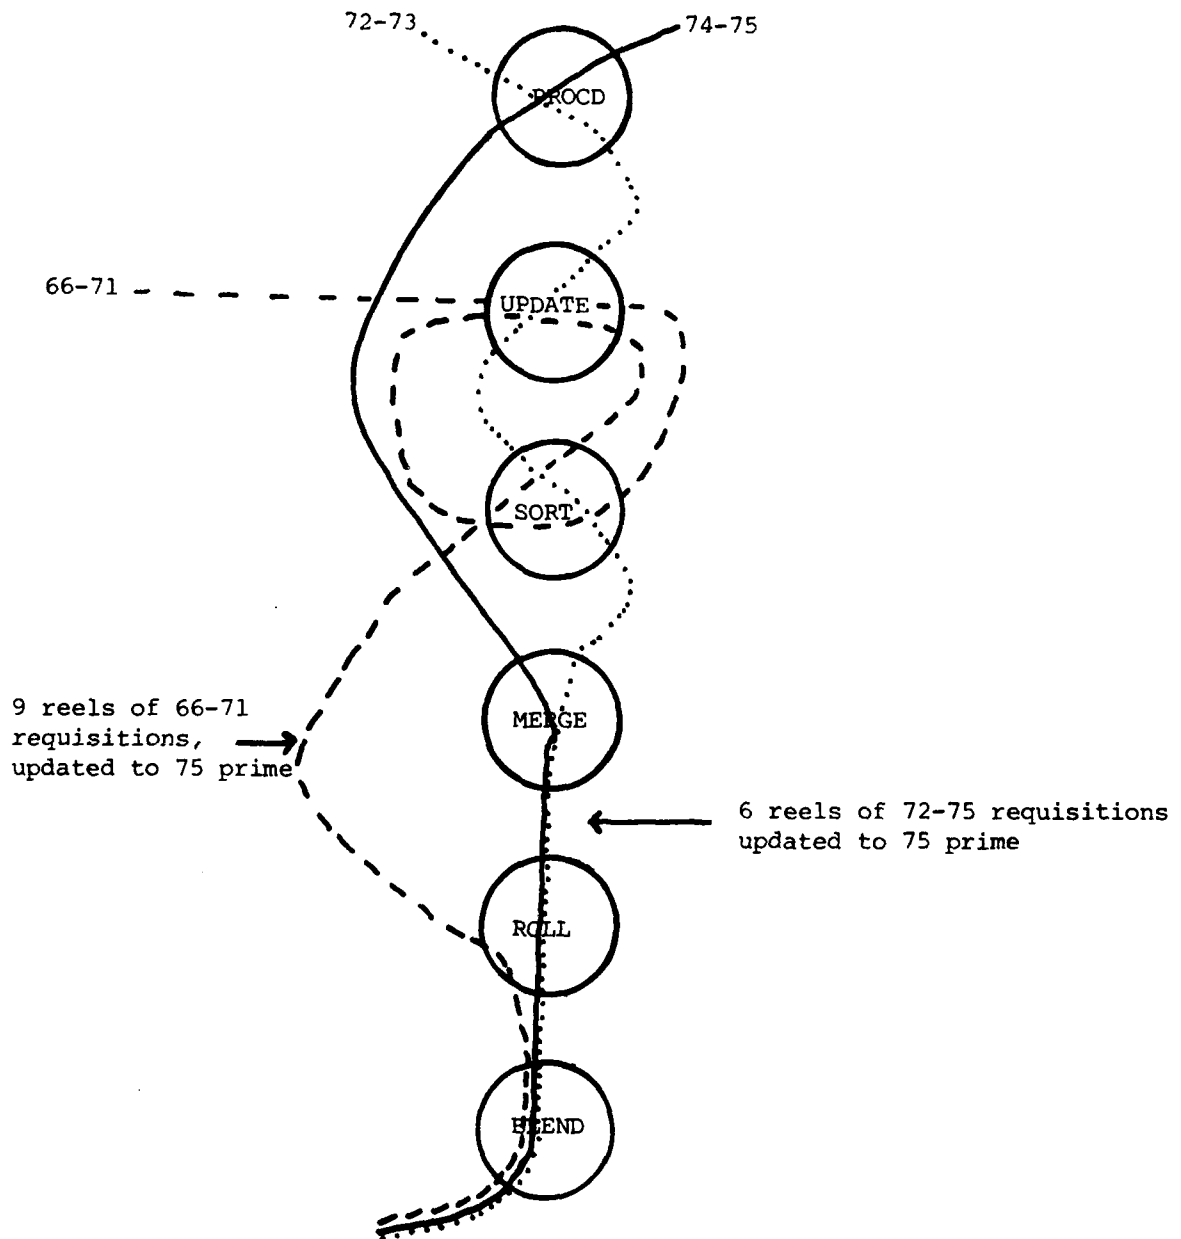 72-73
74-75
PROCD
66-71
UPDATE
SORT
9 reels of 66-71
requisitions,
updated to 75 prime
MERGE
6 reels of 72-75 requisitions
updated to 75 prime
ROLL
BLEND